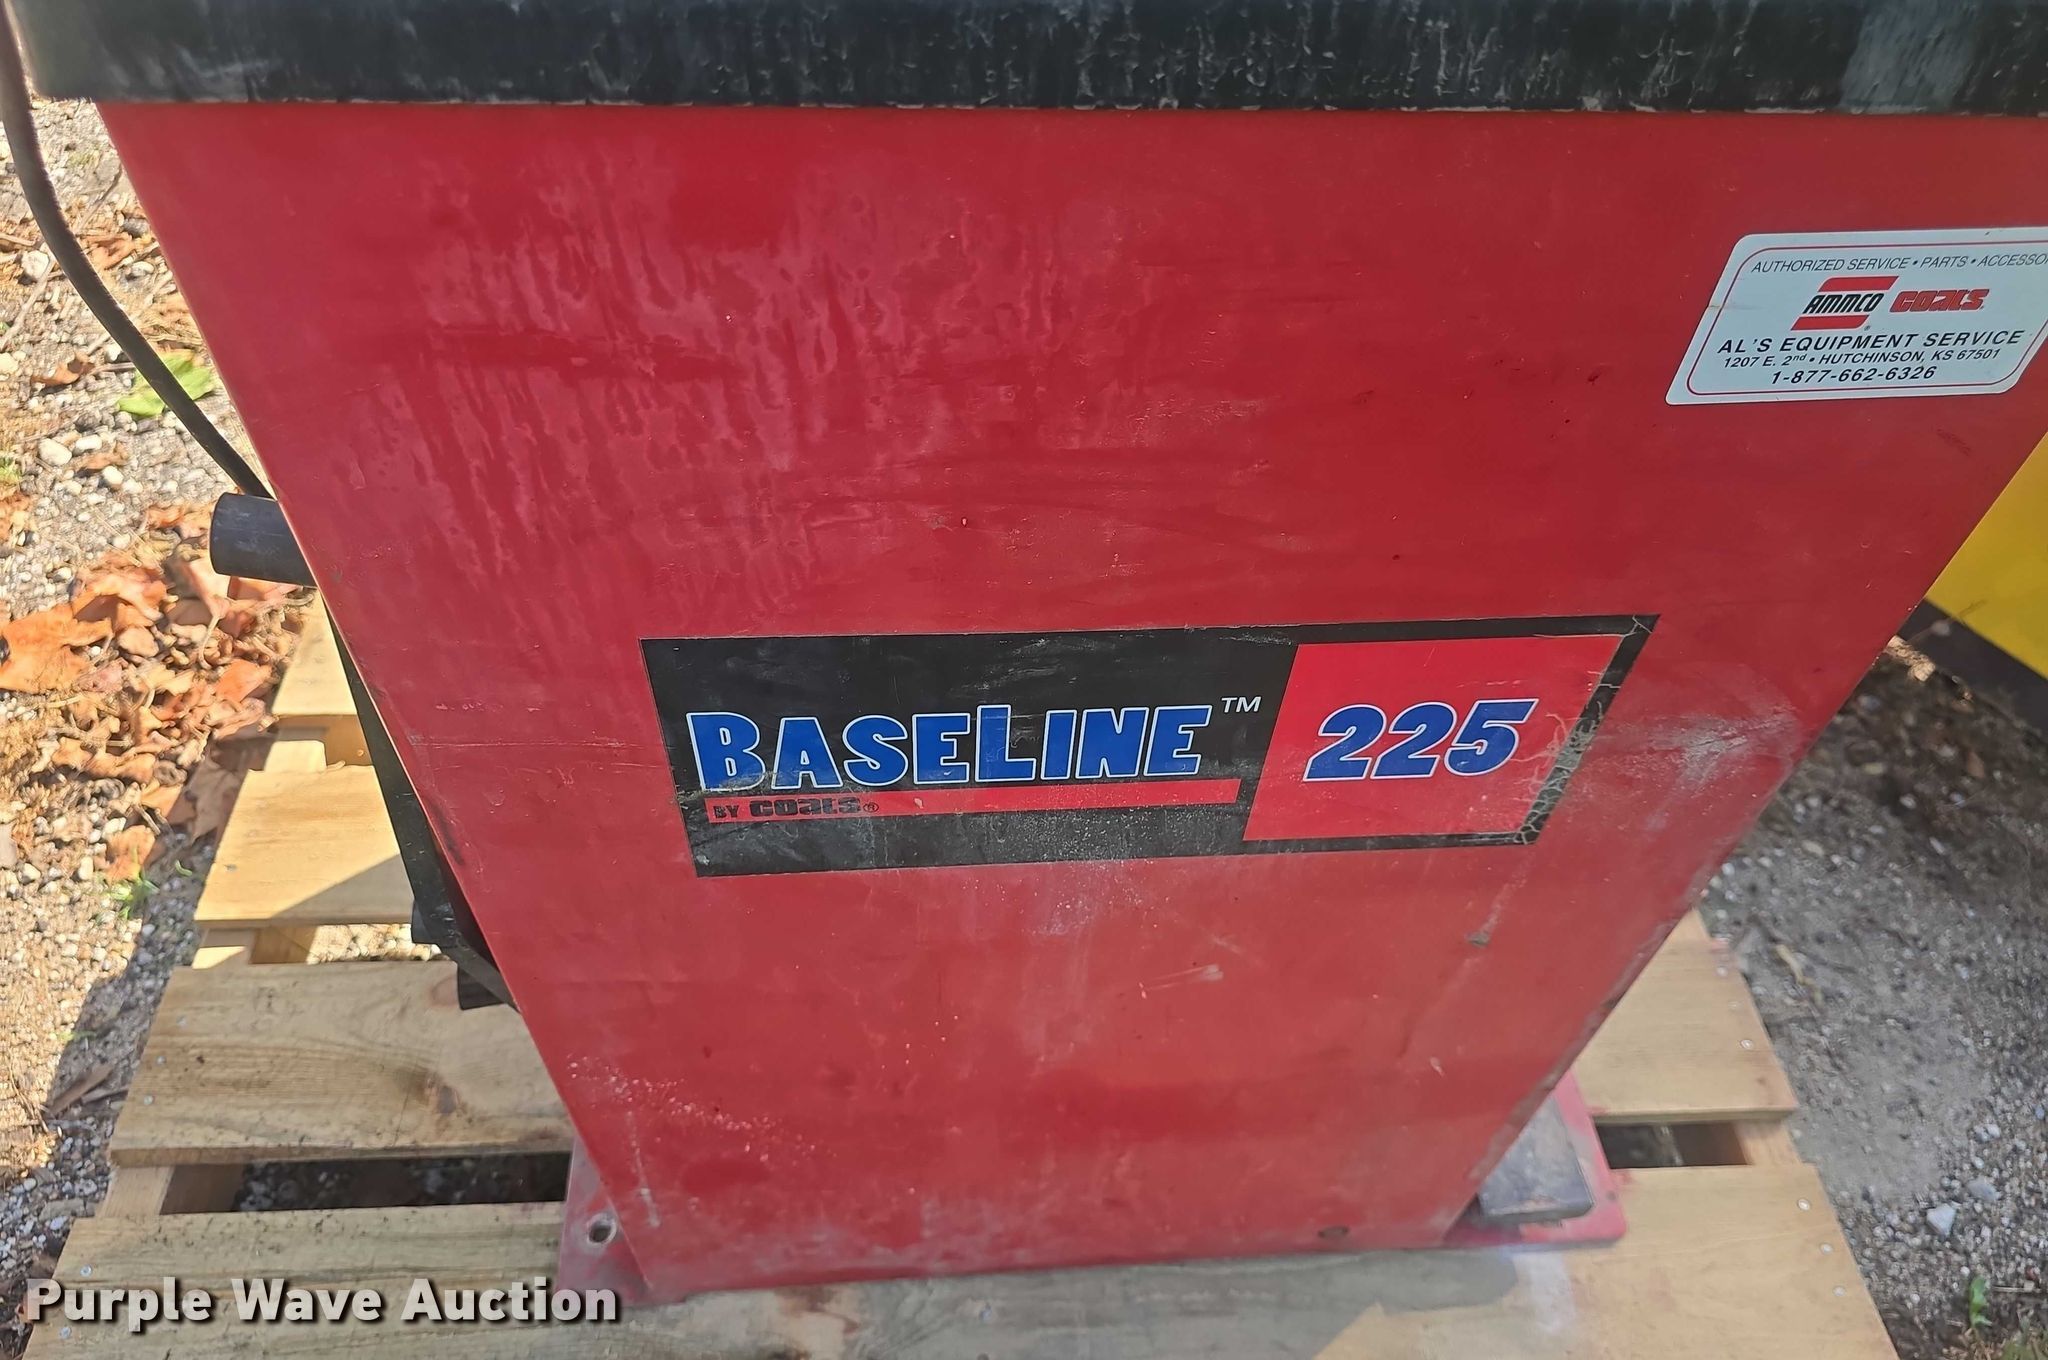 AUTHORIZED SERVICE • PARTS •
AMMCO ® COATS
AL'S EQUIPMENT SERVICE
1207 E. 2nd • HUTCHINSON, KS 67501
1-877-662-6326
BASELINE™ 225
BY COATS®
Purple Wave Auction